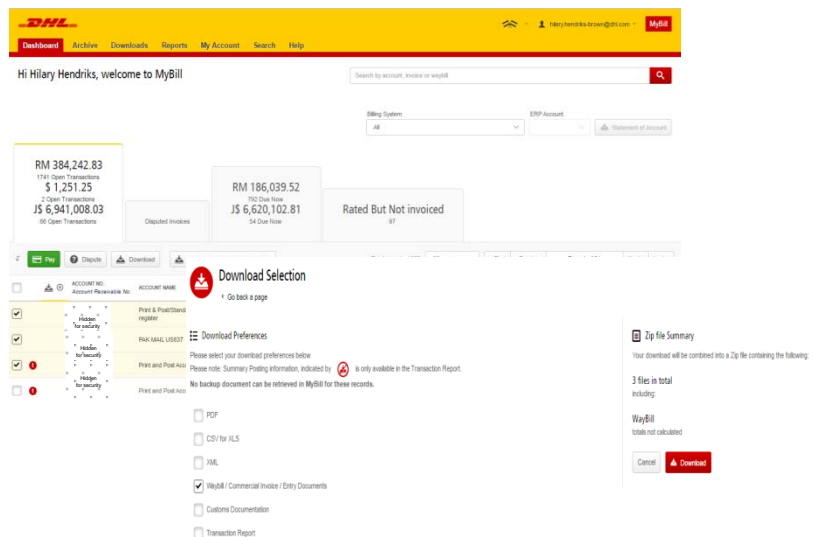 DHL
hilary.hendriks-brown@dhl.com
MyBill
Dashboard Archive Downloads Reports My Account Search Help
Hi Hilary Hendriks, welcome to MyBill
Search by account, invoice or waybill
Billing System
All
ERP Account
Statement of Account
RM 384,242.83
1741 Open Transactions
$ 1,251.25
2 Open Transactions
J$ 6,941,008.03
66 Open Transactions
Disputed Invoices
RM 186,039.52
792 Due Now
J$ 6,620,102.81
54 Due Now
Rated But Not invoiced
87
Pay Dispute Download
ACCOUNT NO.
Account Receivable No.
ACCOUNT NAME
Hidden
for security
Print & Post/Stand
register
Hidden
for security
PAK MAIL US637
Hidden
for security
Print and Post Acc
Print and Post Acc
Download Selection
Go back a page
Download Preferences
Please select your download preferences below
Please note: Summary Posting information, indicated by is only available in the Transaction Report.
No backup document can be retrieved in MyBill for these records.
PDF
CSV for XLS
XML
Waybill / Commercial Invoice / Entry Documents
Customs Documentation
Transaction Report
Zip file Summary
Your download will be combined into a Zip file containing the following:
3 files in total
including:
WayBill
totals not calculated
Cancel Download